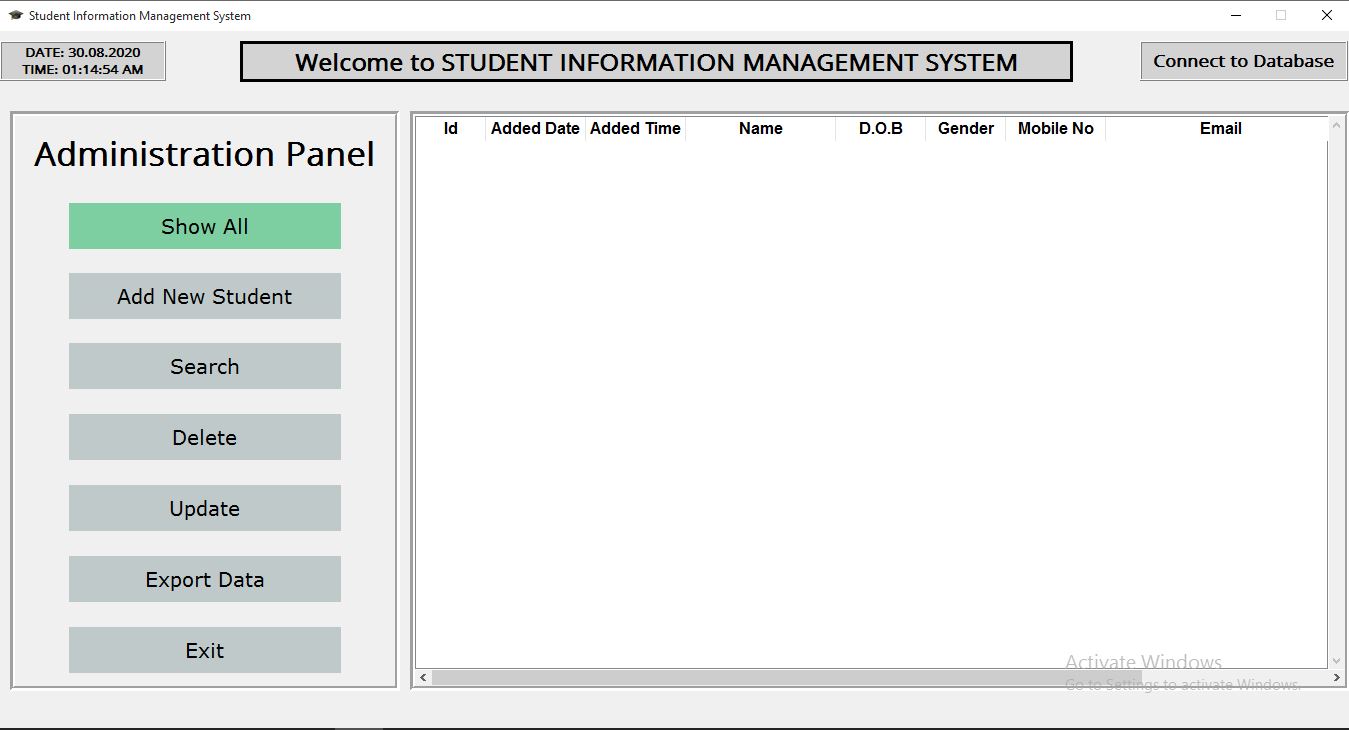 Student Information Management System
DATE: 30.08.2020
TIME: 01:14:54 AM
Welcome to STUDENT INFORMATION MANAGEMENT SYSTEM
Connect to Database
Administration Panel
Show All
Add New Student
Search
Delete
Update
Export Data
Exit
Id Added Date Added Time Name D.O.B Gender Mobile No Email
Activate Windows
Go to Settings to activate Windows.